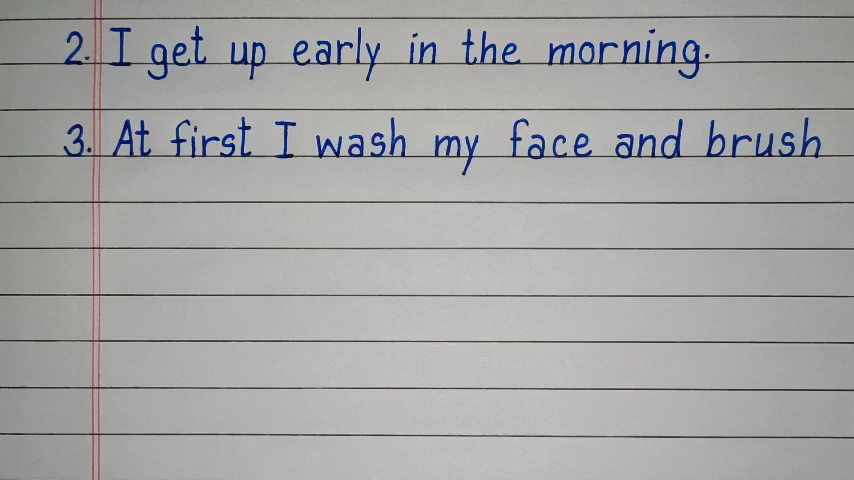 2. I get up early in the morning.
3. At first I wash my face and brush